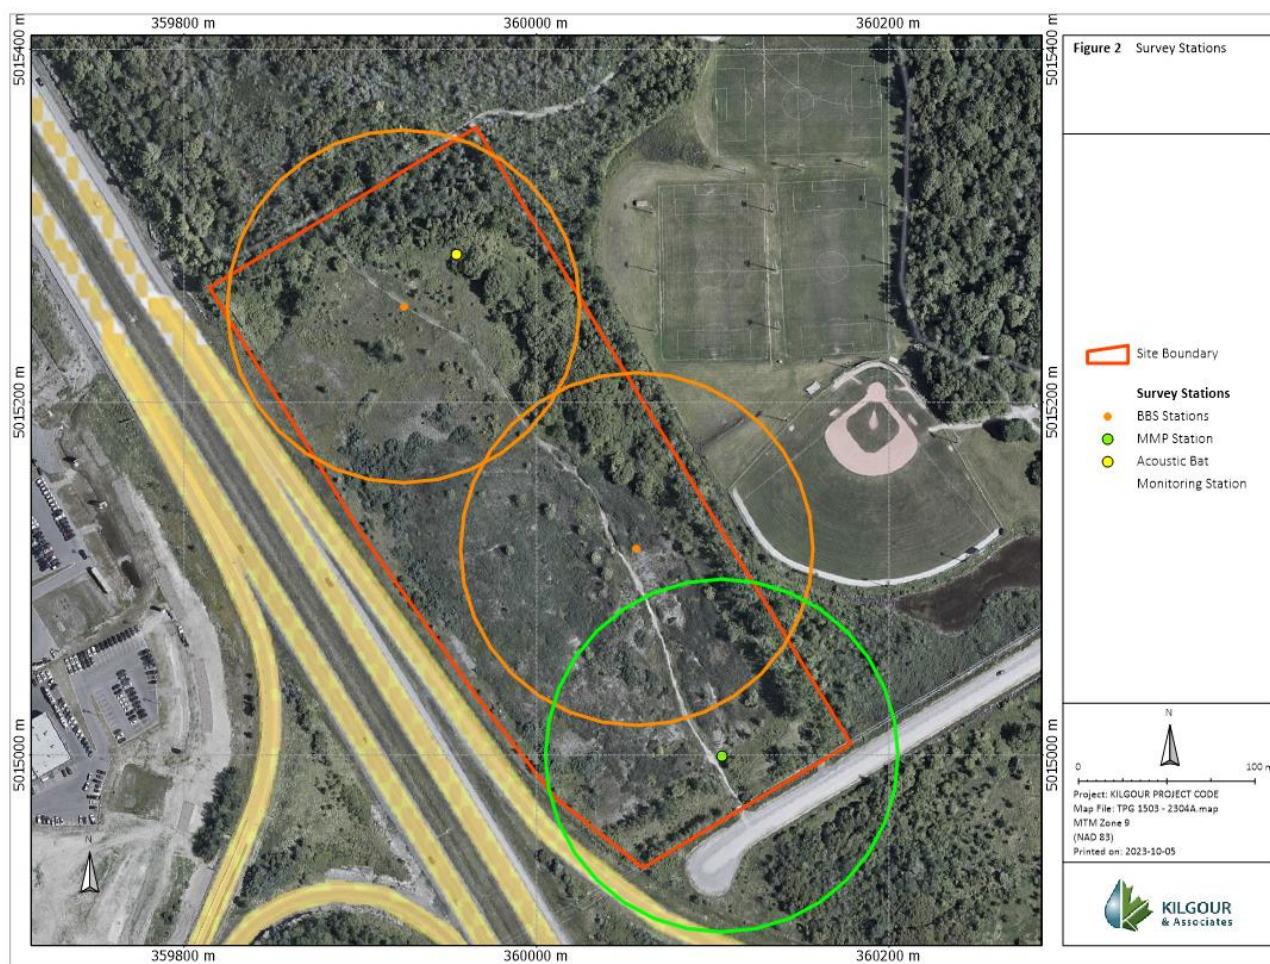 359800 m
360000 m
360200 m
5015400 m
5015400 m
5015200 m
5015200 m
5015000 m
5015000 m
359800 m
360000 m
360200 m
N
Figure 2 Survey Stations
Site Boundary
Survey Stations
BBS Stations
MMP Station
Acoustic Bat
Monitoring Station
N
0 100 m
Project: KILGOUR PROJECT CODE
Map File: TPG 1503 - 2304A.map
MTM Zone 9
(NAD 83)
Printed on: 2023-10-05
KILGOUR
& Associates